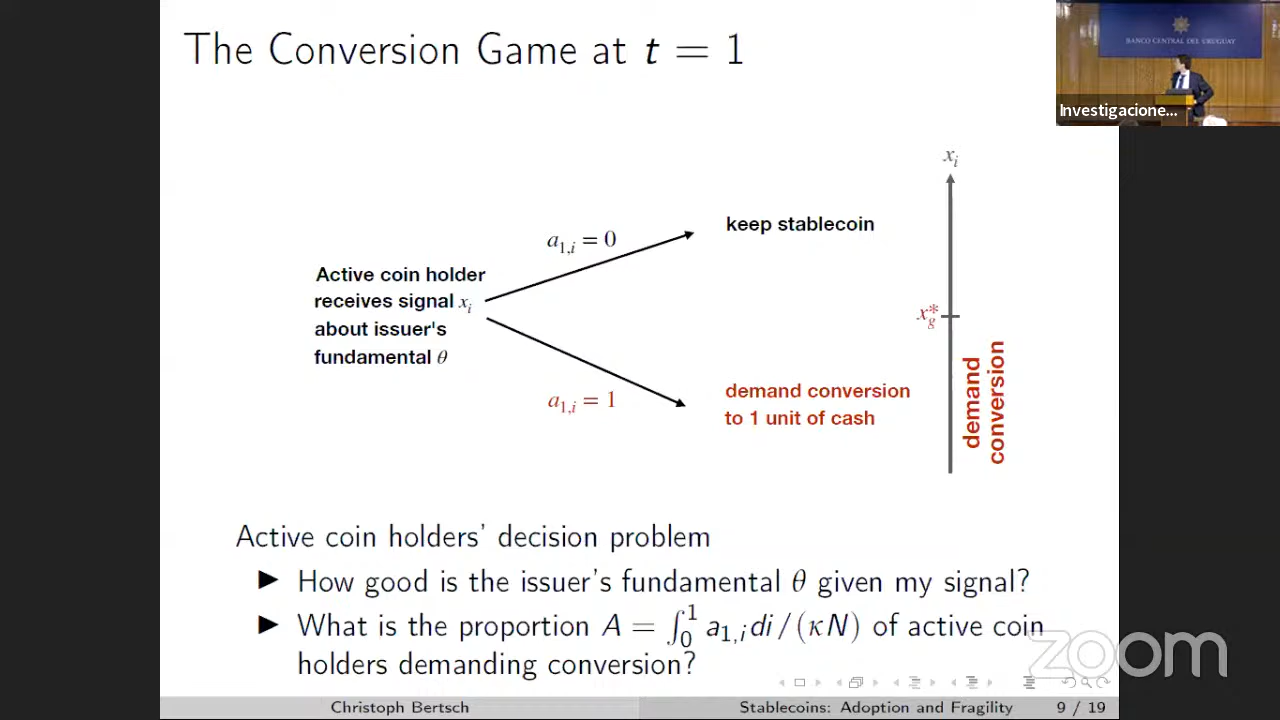 The Conversion Game at t = 1
BANCO CENTRAL DEL URUGUAY
Investigacione...
x_i
keep stablecoin
a_{1,i} = 0
Active coin holder
receives signal x_i
about issuer's
fundamental θ
x_g^*
a_{1,i} = 1
demand conversion
to 1 unit of cash
demand
conversion
Active coin holders' decision problem
▶ How good is the issuer's fundamental θ given my signal?
▶ What is the proportion A = ∫_0^1 a_{1,i}di/(κN) of active coin
holders demanding conversion?
zoom
Christoph Bertsch
Stablecoins: Adoption and Fragility
9 / 19